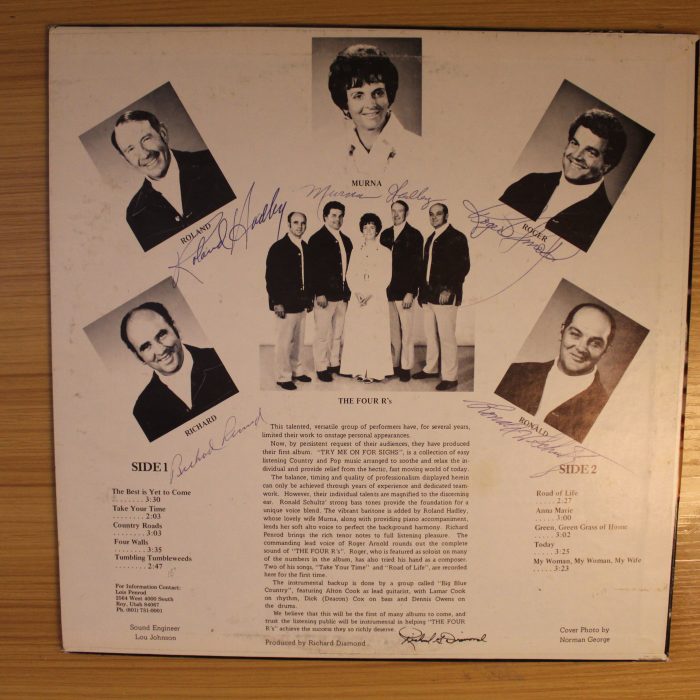 MURNA
Murna Hadley
ROLAND
Roland Hadley
ROGER
THE FOUR R's
RICHARD
Richard
RONALD
Ronald
This talented, versatile group of performers have, for several years,
limited their work to onstage personal appearances.
Now, by persistent request of their audiences, they have produced
their first album. "TRY ME ON FOR SIGHS", is a collection of easy
listening Country and Pop music arranged to soothe and relax the in-
dividual and provide relief from the hectic, fast moving world of today.
The balance, timing and quality of professionalism displayed herein
can only be achieved through years of experience and dedicated team-
work. However, their individual talents are magnified to the discerning
ear. Ronald Schultz' strong bass tones provide the foundation for a
unique voice blend. The vibrant baritone is added by Roland Hadley,
whose lovely wife Murna, along with providing piano accompaniment,
lends her soft alto voice to perfect the background harmony. Richard
Penrod brings the rich tenor notes to full listening pleasure. The
commanding lead voice of Roger Arnold rounds out the complete
sound of "THE FOUR R's". Roger, who is featured as soloist on many
of the numbers in the album, has also tried his hand as a composer. Two
of his songs, "Take Your Time" and "Road of Life", are recorded
here for the first time.
The instrumental backup is done by a group called "Big Blue
Country", featuring Alton Cook as lead guitarist, with Lamar Cook
on rhythm, Dick (Deacon) Cox on bass and Dennis Owens on
the drums.
We believe that this will be the first of many albums to come, and
trust the listening public will be instrumental in helping "THE FOUR
R's" achieve the success they so richly deserve.
Produced by Richard Diamond
SIDE 1
The Best is Yet to Come
........ 3:30
Take Your Time
........ 2:03
Country Roads
........ 3:03
Four Walls
........ 3:35
Tumbling Tumbleweeds
........ 2:47
For Information Contact:
Lois Penrod
2564 West 4000 South
Roy, Utah 84067
Sound Engineer
Lou Johnson
SIDE 2
Road of Life
........ 2:27
Anna Marie
........ 3:00
Green, Green Grass of Home
........ 3:02
Today
........ 3:25
My Woman, My Woman, My Wife
........ 3:23
Cover Photo by
Norman George